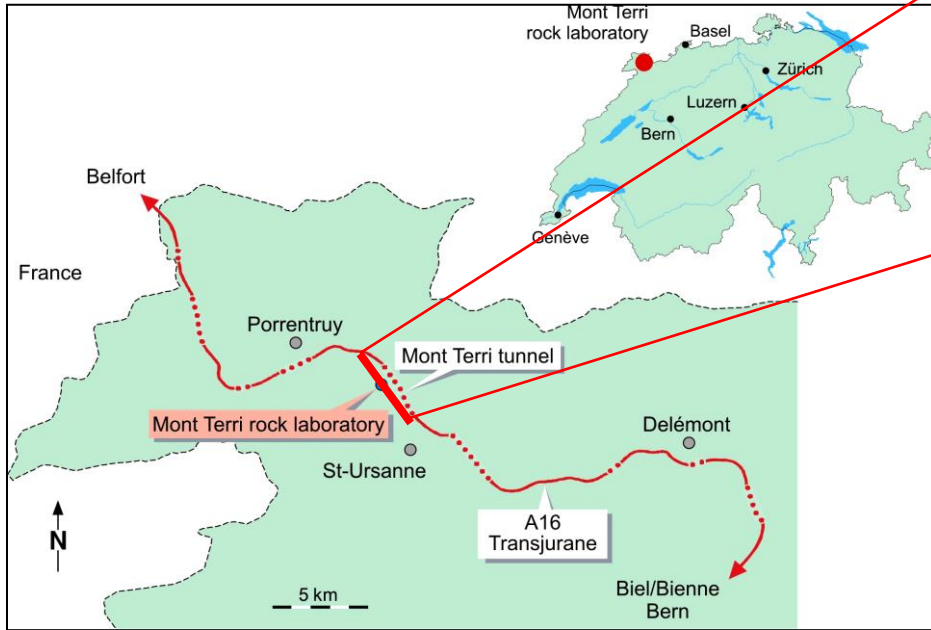 Mont Terri
rock laboratory
Basel
Zürich
Luzern
Bern
Genève
Belfort
France
Porrentruy
Mont Terri tunnel
Mont Terri rock laboratory
St-Ursanne
Delémont
A16
Transjurane
N
5 km
Biel/Bienne
Bern